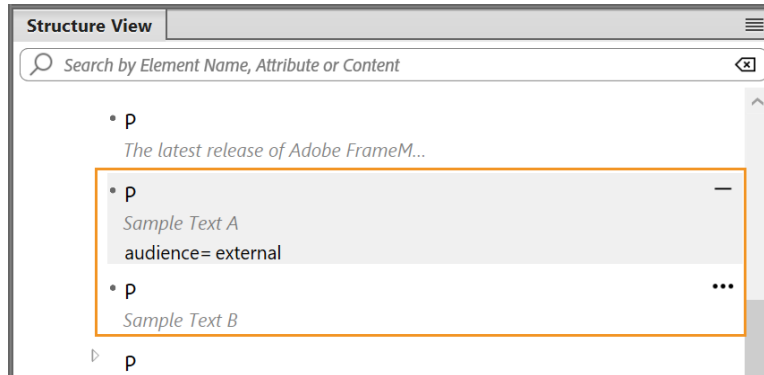 Structure View
Search by Element Name, Attribute or Content
P
The latest release of Adobe FrameM...
P
Sample Text A
audience= external
P
Sample Text B
P